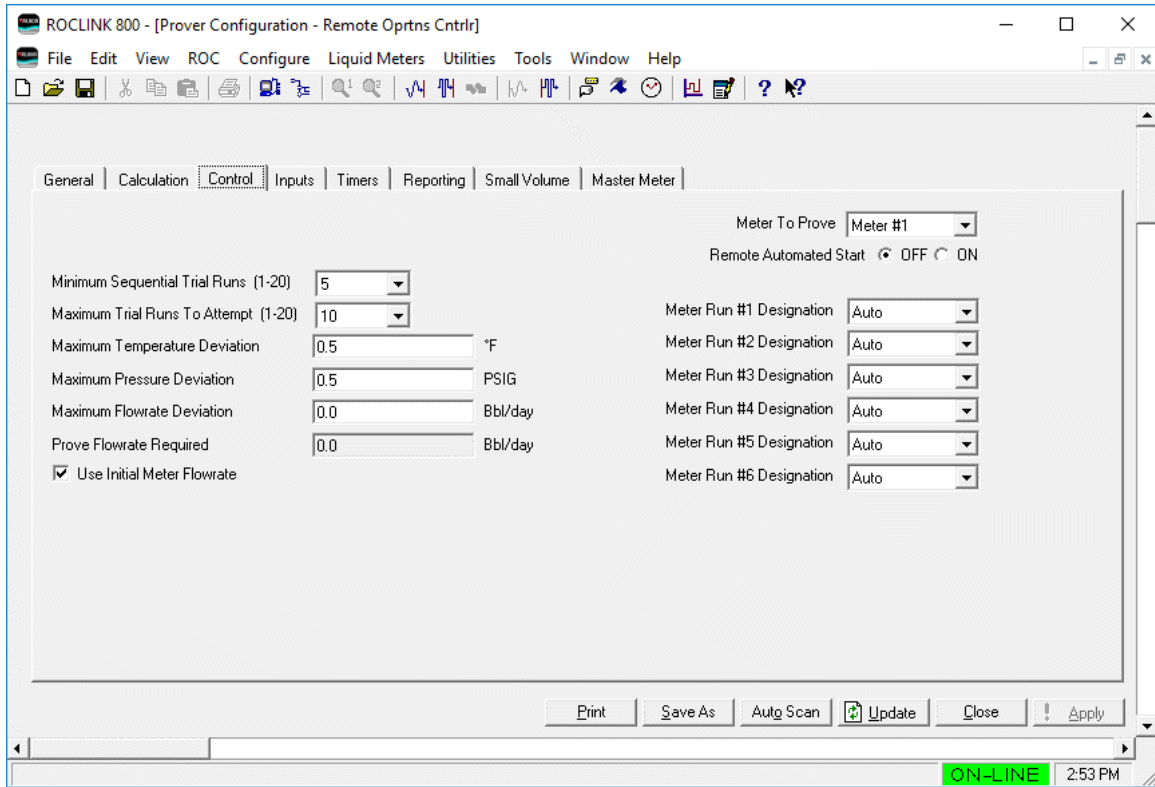 ROCLINK 800 - [Prover Configuration - Remote Oprtns Cntrlr]
File Edit View ROC Configure Liquid Meters Utilities Tools Window Help
General Calculation Control Inputs Timers Reporting Small Volume Master Meter
Meter To Prove Meter #1
Remote Automated Start OFF ON
Minimum Sequential Trial Runs (1-20) 5
Maximum Trial Runs To Attempt (1-20) 10
Maximum Temperature Deviation 0.5 °F
Maximum Pressure Deviation 0.5 PSIG
Maximum Flowrate Deviation 0.0 Bbl/day
Prove Flowrate Required 0.0 Bbl/day
Use Initial Meter Flowrate
Meter Run #1 Designation Auto
Meter Run #2 Designation Auto
Meter Run #3 Designation Auto
Meter Run #4 Designation Auto
Meter Run #5 Designation Auto
Meter Run #6 Designation Auto
Print Save As Auto Scan Update Close ! Apply
ON-LINE 2:53 PM